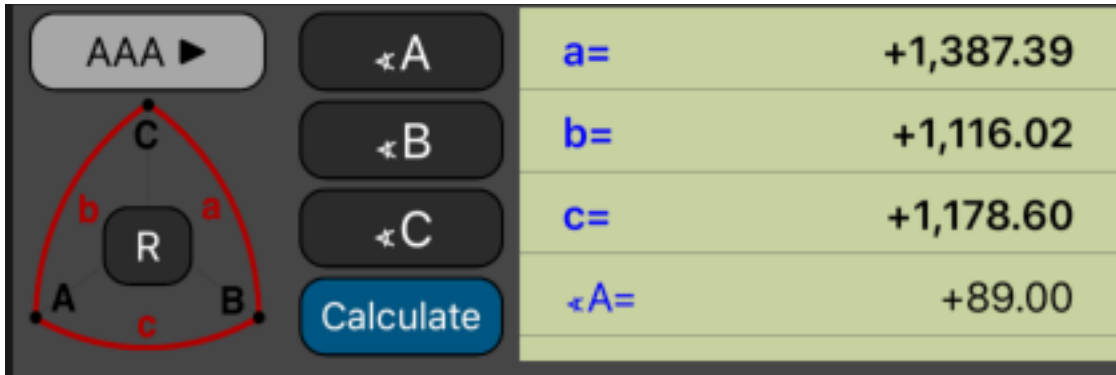 AAA ▶
C
b
a
R
A
B
c
∢A
∢B
∢C
Calculate
a= +1,387.39
b= +1,116.02
c= +1,178.60
∢A= +89.00